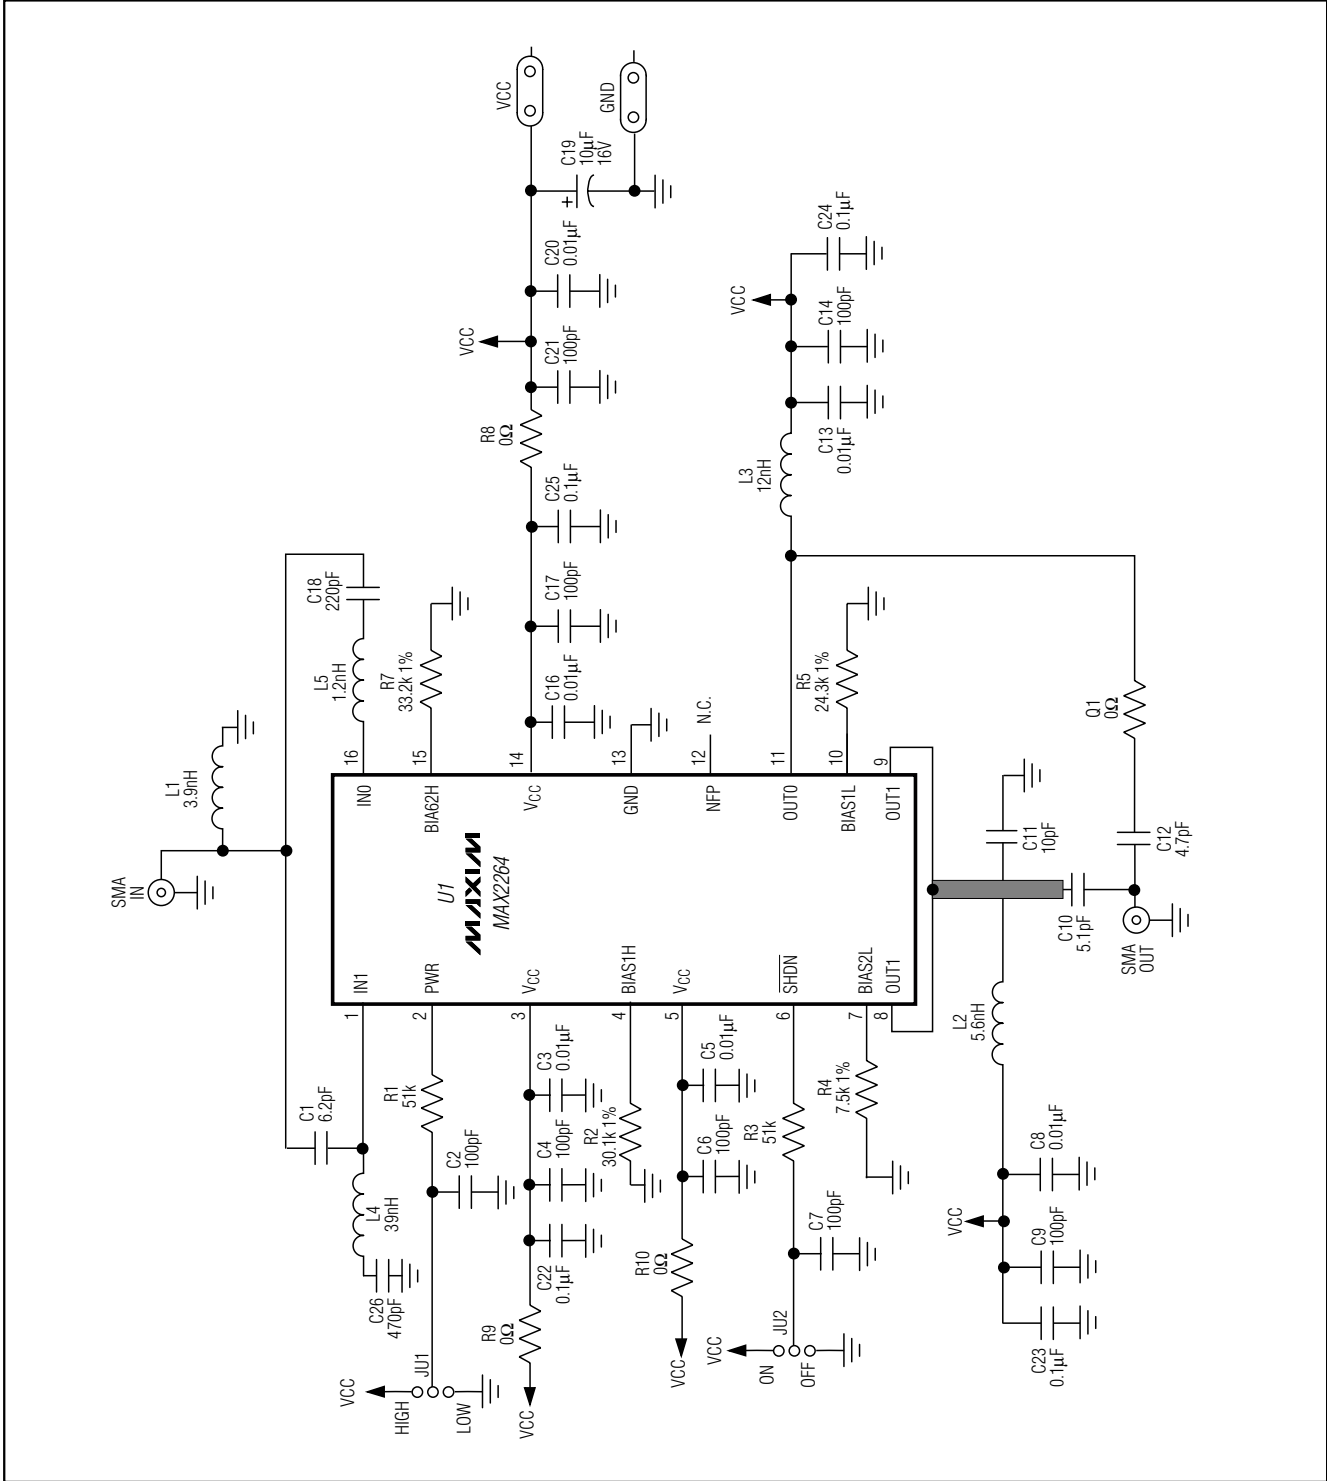 SMA
IN
L1
3.9nH
C18
220pF
L5
1.2nH
R7
33.2k 1%
VCC
GND
C19
10µF
16V
+
C20
0.01µF
VCC
C21
100pF
R8
0Ω
C25
0.1µF
C17
100pF
C16
0.01µF
N.C.
VCC
C24
0.1µF
C14
100pF
C13
0.01µF
L3
12nH
R5
24.3k 1%
Q1
0Ω
C11
10pF
C12
4.7pF
C10
5.1pF
SMA
OUT
16
15
14
13
12
11
10
9
IN0
BIA62H
VCC
GND
NFP
OUT0
BIAS1L
OUT1
U1
MAXIM
MAX2264
IN1
PWR
VCC
BIAS1H
VCC
SHDN
BIAS2L
OUT1
1
2
3
4
5
6
7
8
C1
6.2pF
L4
39nH
C26
470pF
R1
51k
C2
100pF
VCC
HIGH
JU1
LOW
C3
0.01µF
C4
100pF
C22
0.1µF
R9
0Ω
VCC
R2
30.1k 1%
C5
0.01µF
C6
100pF
R10
0Ω
VCC
R3
51k
C7
100pF
VCC
ON
JU2
OFF
R4
7.5k 1%
L2
5.6nH
VCC
C8
0.01µF
C9
100pF
C23
0.1µF